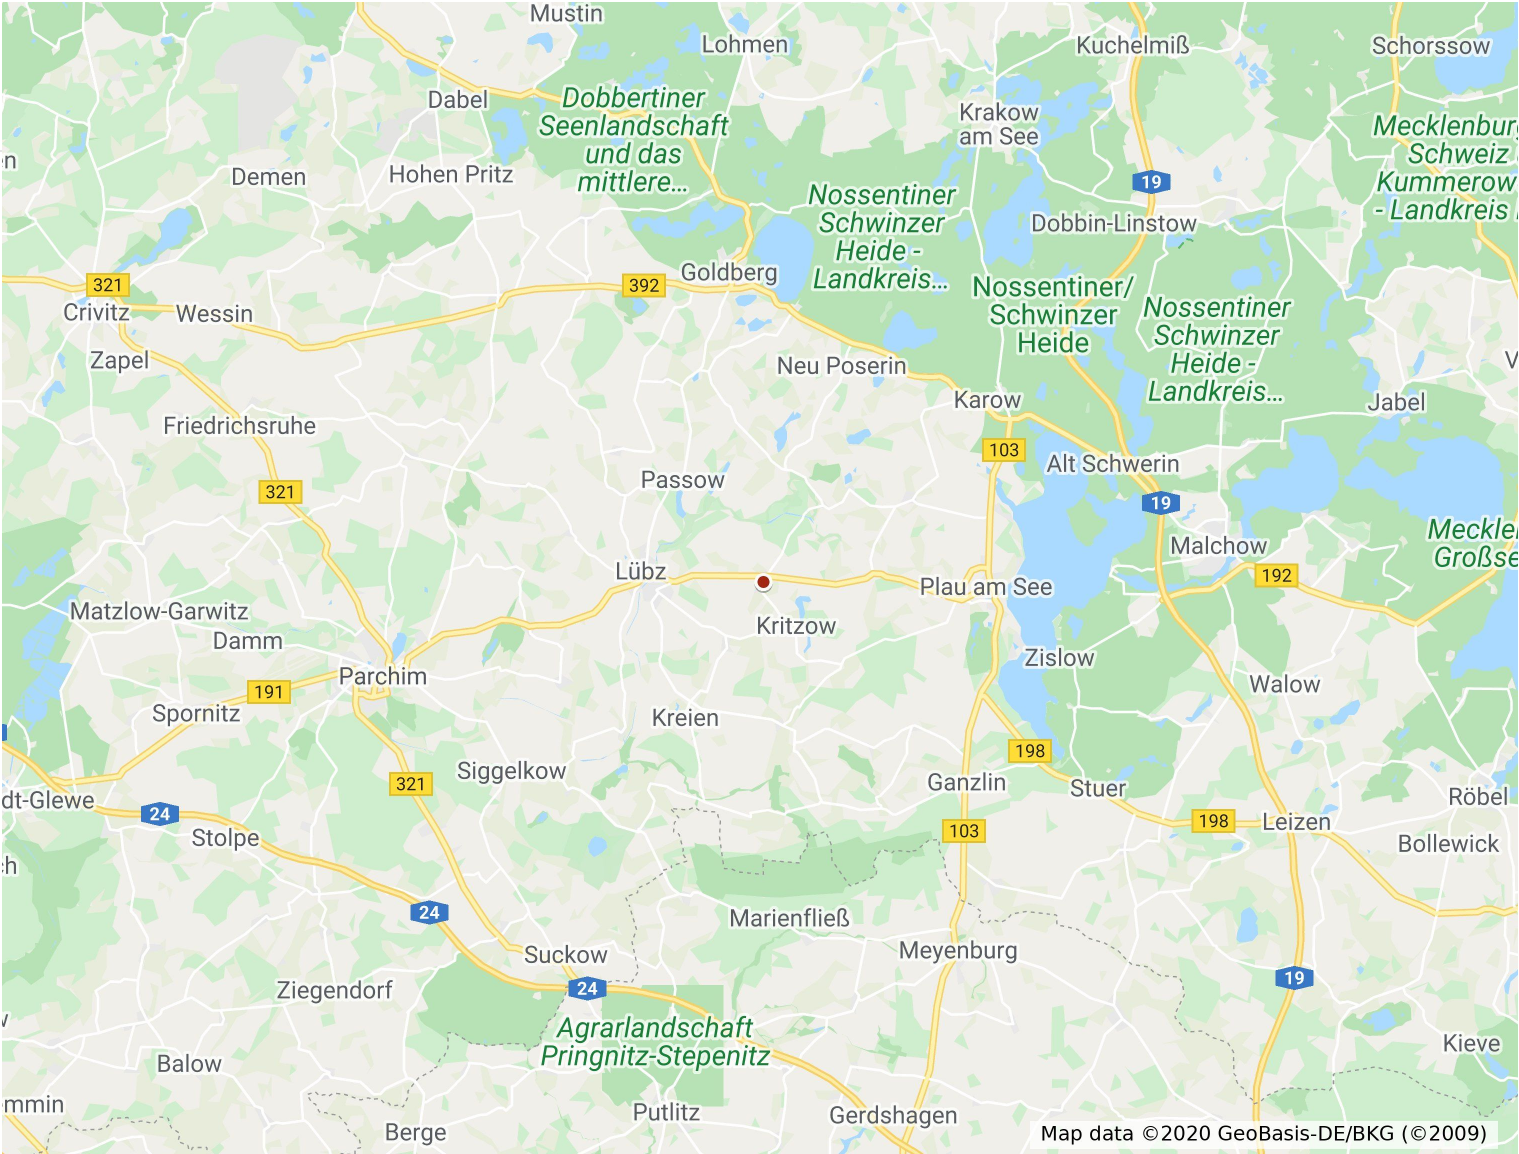 Mustin
Lohmen
Kuchelmiß
Schorssow
Dabel
Dobbertiner
Seenlandschaft
und das
mittlere...
Krakow
am See
Mecklenburg
Schweiz
Kummerow
- Landkreis
en
Demen
Hohen Pritz
19
Nossentiner
Schwinzer
Heide -
Landkreis...
Dobbin-Linstow
321
392
Goldberg
Nossentiner/
Schwinzer
Heide
Nossentiner
Schwinzer
Heide -
Landkreis...
Crivitz
Wessin
Zapel
Neu Poserin
V
Karow
Jabel
Friedrichsruhe
103
Alt Schwerin
Passow
321
19
Meckle
Großse
Malchow
192
Lübz
Plau am See
Matzlow-Garwitz
Damm
Kritzow
Zislow
Parchim
191
Walow
Spornitz
Kreien
198
321
Siggelkow
Ganzlin
Stuer
Röbel
dt-Glewe
24
Stolpe
103
198
Leizen
Bollewick
ch
24
Marienfließ
Meyenburg
Suckow
19
24
Ziegendorf
w
Agrarlandschaft
Pringnitz-Stepenitz
Kieve
Balow
mmin
Putlitz
Gerdshagen
Berge
Map data ©2020 GeoBasis-DE/BKG (©2009)